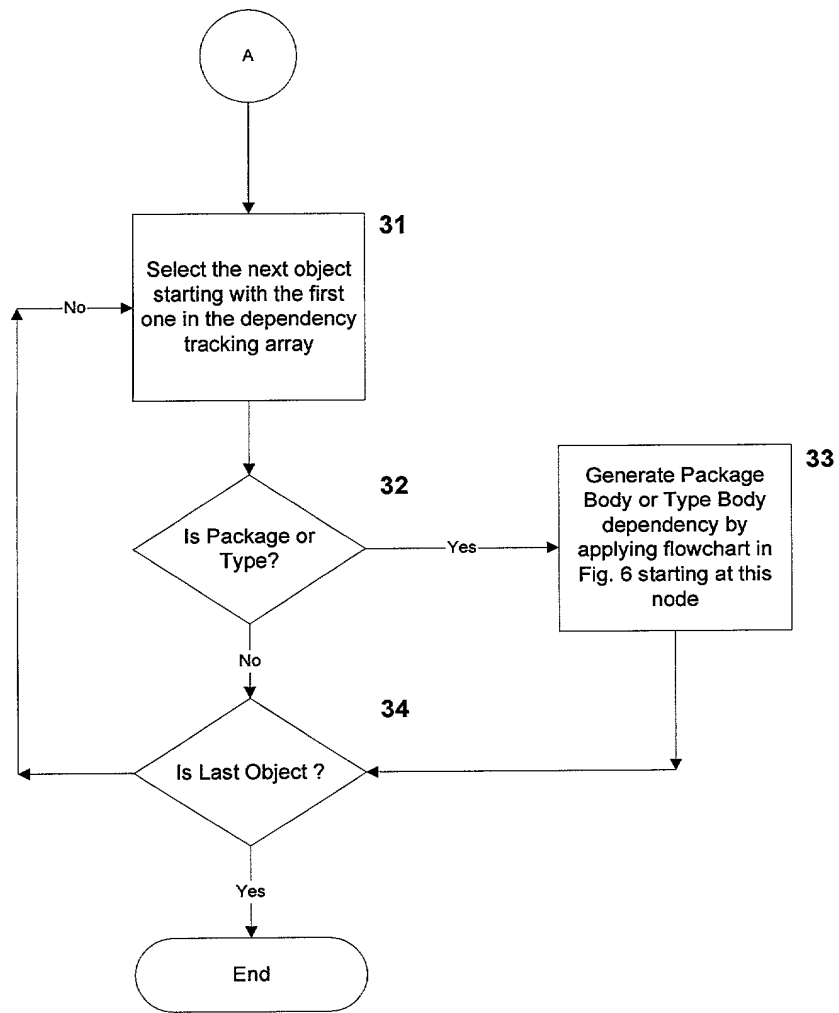 A
31
Select the next object
starting with the first
one in the dependency
tracking array
No
32
Is Package or
Type?
Yes
33
Generate Package
Body or Type Body
dependency by
applying flowchart in
Fig. 6 starting at this
node
No
34
Is Last Object ?
Yes
End